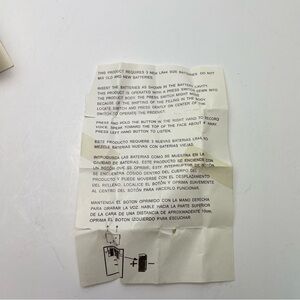 THIS PRODUCT REQUIRES 3 NEW LR44 SIZE BATTERIES. DO NOT
MIX OLD AND NEW BATTERIES.
INSERT THE BATTERIES AS SHOWN IN THE BATTERY CAVITY
THIS PRODUCT IS OPERATED WITH A PRESS SWITCH SEWN INTO
THE PRODUCT BODY. THE PRESS SWITCH MIGHT MOVE
BECAUSE OF THE SHIFTING OF THE FILLING IN THE BODY
LOCATE SWITCH AND PRESS GENTLY ON CENTER OF THE
SWITCH TO OPERATE THE PRODUCT.
PRESS AND HOLD THE BUTTON IN THE RIGHT HAND TO RECORD
VOICE. SPEAK TOWARD THE TOP OF THE FACE ABOUT 4" AWAY
PRESS LEFT HAND BUTTON TO LISTEN.
ESTE PRODUCTO REQUIERE 3 NUEVAS BATERIAS LR44, NO
MEZCLE BATERIAS NUEVAS CON BATERIAS VIEJAS.
INTRODUSCA LAS BATERIAS COMO SE MUESTRA EN LA
CUIDAD DE BATERIAS. ESTE PRODUCTO SE ENCIENDE CON
UN BOTON QUE SE OPRIME. ESTE INTERRUPTOR DE BOTON
SE ENCUENTRA COSIDO DENTRO DEL CUERPO DEL
PRODUCTO Y PUEDE MOVERSE CON EL DESPLAZAMIENTO
DEL RELLENO. LOCALICE EL BOTON Y OPRIMA SUAVEMENTE
AL CENTRO DEL BOTON PARA HACERLO FUNCIONAR.
MANTENGA EL BOTON OPRIMIDO CON LA MANO DERECHA
PARA GRABAR LA VOZ. HABLE HACIA LA PARTE SUPERIOR
DE LA CARA DE UNA DISTANCIA DE APROXIMADANTE 10cm.
OPRIMA EL BOTON IZQUIERDO PARA ESCUCHAR
+ -